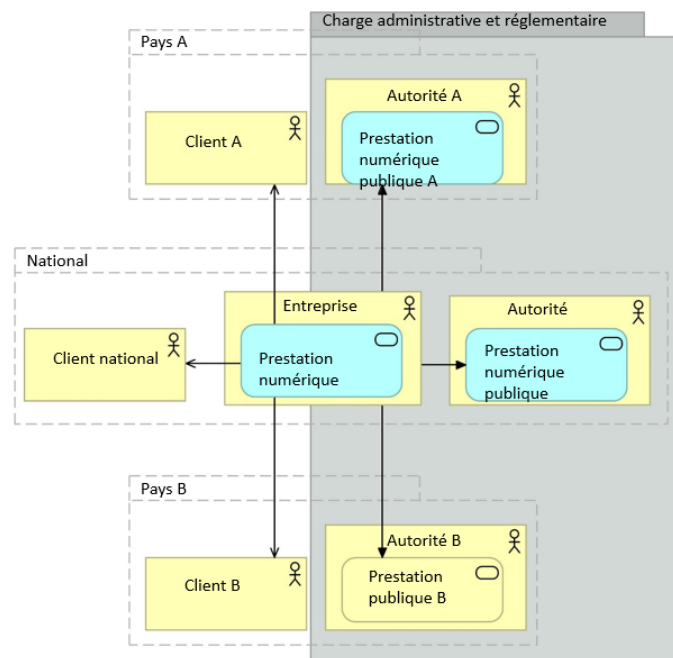 Charge administrative et réglementaire
Pays A
Autorité A
Client A
Prestation
numérique
publique A
National
Entreprise
Autorité
Client national
Prestation
numérique
Prestation
numérique
publique
Pays B
Autorité B
Client B
Prestation
publique B